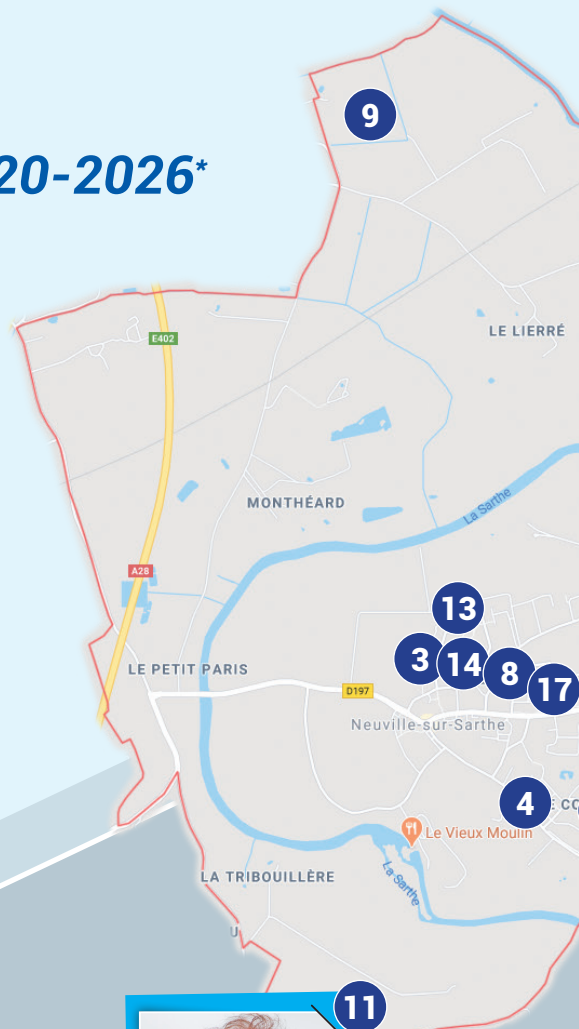 9
20-2026*
LE LIERRÉ
E402
MONTHÉARD
La Sarthe
A28
13
3
14
8
17
LE PETIT PARIS
D197
Neuville-sur-Sarthe
4
E CO
Le Vieux Moulin
LA TRIBOUILLÈRE
La Sarthe
U
11